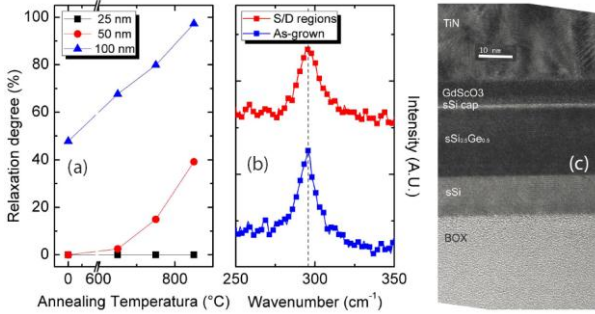 Relaxation degree (%)
100
80
60
40
20
0
25 nm
50 nm
100 nm
(a)
0
600
800
Annealing Temperatura (°C)
S/D regions
As-grown
(b)
250
300
350
Wavenumber (cm-1)
Intensity (A.U.)
TiN
10 nm
GdScO3
sSi cap
sSi0.5Ge0.5
(c)
sSi
BOX